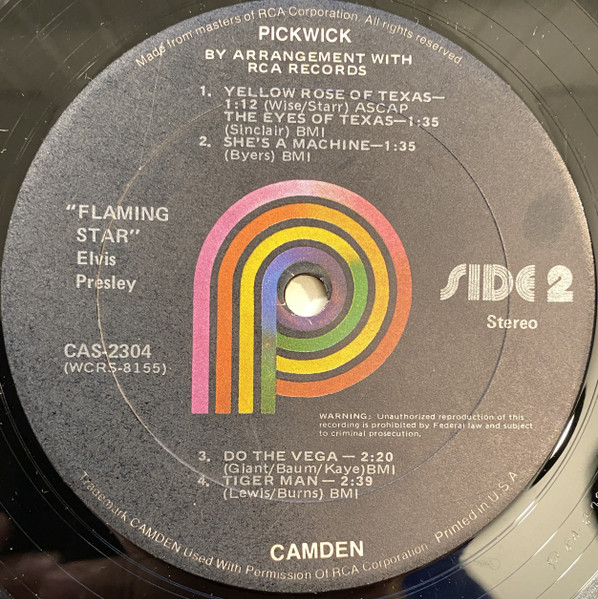 Made from masters of RCA Corporation. All rights reserved.
PICKWICK
BY ARRANGEMENT WITH
RCA RECORDS
1. YELLOW ROSE OF TEXAS—
1:12 (Wise/Starr) ASCAP
THE EYES OF TEXAS—1:35
(Sinclair) BMI
2. SHE'S A MACHINE—1:35
(Byers) BMI
"FLAMING
STAR"
Elvis
Presley
SIDE 2
Stereo
CAS-2304
(WCRS-8155)
WARNING: Unauthorized reproduction of this
recording is prohibited by Federal law and subject
to criminal prosecution.
3. DO THE VEGA — 2:20
(Giant/Baum/Kaye)BMI
4. TIGER MAN — 2:39
(Lewis/Burns) BMI
CAMDEN
Trademark CAMDEN Used With Permission Of RCA Corporation. Printed in U.S.A